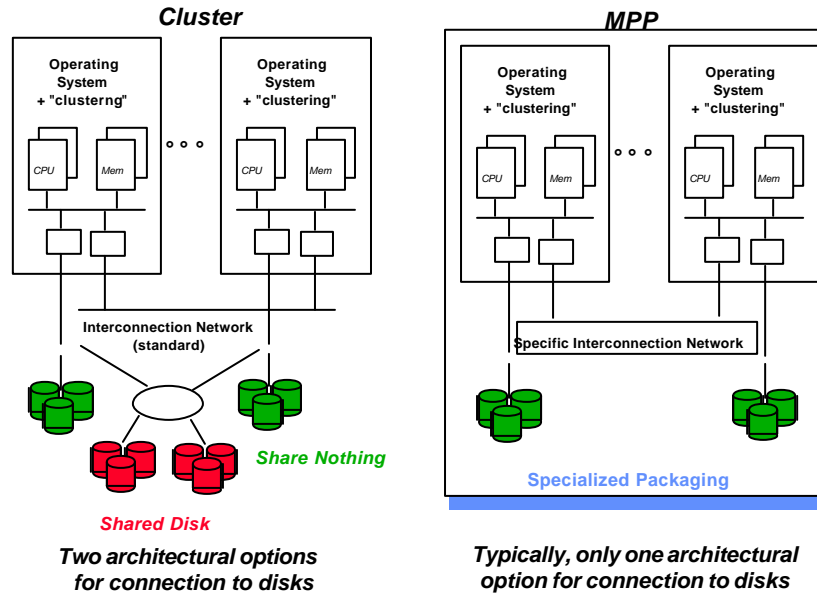 Cluster
Operating
System
+ "clusterng"
CPU
Mem
Operating
System
+ "clustering"
CPU
Mem
Interconnection Network
(standard)
Share Nothing
Shared Disk
Two architectural options
for connection to disks
MPP
Operating
System
+ "clustering"
CPU
Mem
Operating
System
+ "clustering"
CPU
Mem
Specific Interconnection Network
Specialized Packaging
Typically, only one architectural
option for connection to disks